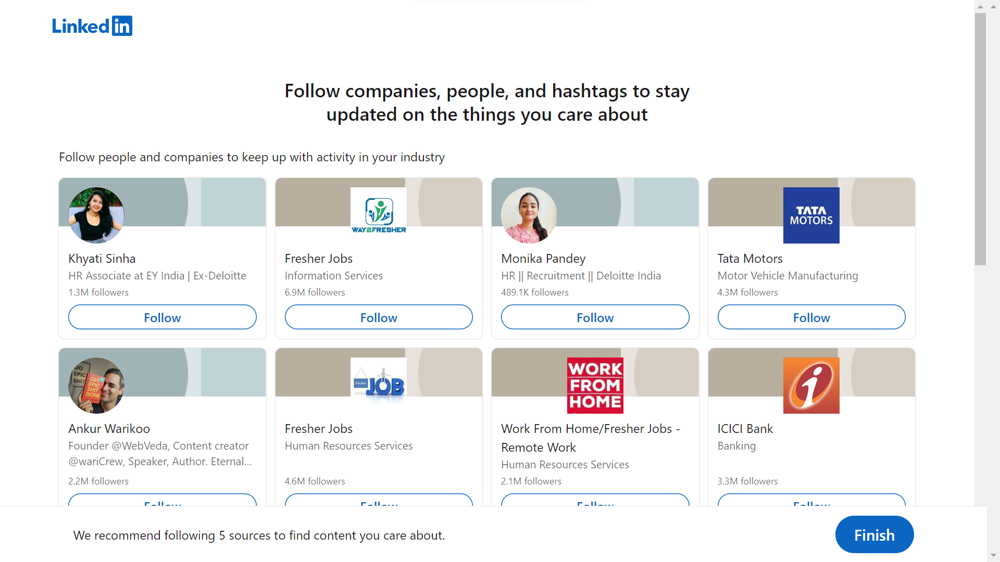 Linked in
Follow companies, people, and hashtags to stay
updated on the things you care about
Follow people and companies to keep up with activity in your industry
WAY2FRESHER
Khyati Sinha
HR Associate at EY India | Ex-Deloitte
1.3M followers
Follow
Fresher Jobs
Information Services
6.9M followers
Follow
Monika Pandey
HR || Recruitment || Deloitte India
489.1K followers
Follow
TATA
MOTORS
Tata Motors
Motor Vehicle Manufacturing
4.3M followers
Follow
DO
EPIC
SHIT
GET
EPIC
SHIT
DONE
Ankur Warikoo
Founder @WebVeda, Content creator
@wariCrew, Speaker, Author. Eternal...
2.2M followers
Follow
Fresher
JOB
Fresher Jobs
Human Resources Services
4.6M followers
Follow
WORK
FROM
HOME
Work From Home/Fresher Jobs -
Remote Work
Human Resources Services
2.1M followers
Follow
i
ICICI Bank
Banking
3.3M followers
Follow
We recommend following 5 sources to find content you care about.
Finish